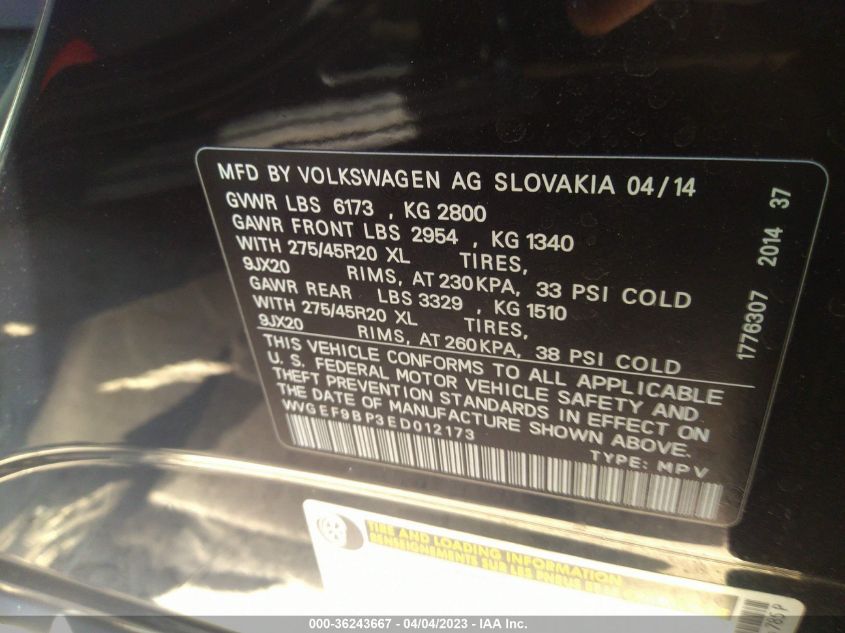 MFD BY VOLKSWAGEN AG SLOVAKIA 04/14
GVWR LBS 6173 , KG 2800
GAWR FRONT LBS 2954 , KG 1340
WITH 275/45R20 XL TIRES,
9JX20 RIMS, AT 230KPA, 33 PSI COLD
GAWR REAR LBS 3329 , KG 1510
WITH 275/45R20 XL TIRES,
9JX20 RIMS, AT 260KPA, 38 PSI COLD
THIS VEHICLE CONFORMS TO ALL APPLICABLE
U. S. FEDERAL MOTOR VEHICLE SAFETY AND
THEFT PREVENTION STANDARDS IN EFFECT ON
THE DATE OF MANUFACTURE SHOWN ABOVE.
WVGEF9BP3ED012173
TYPE: MPV
1776307 2014 37
TIRE AND LOADING INFORMATION
RENSEIGNEMENTS SUR LES PNEUS
000-36243667 - 04/04/2023 - IAA Inc.